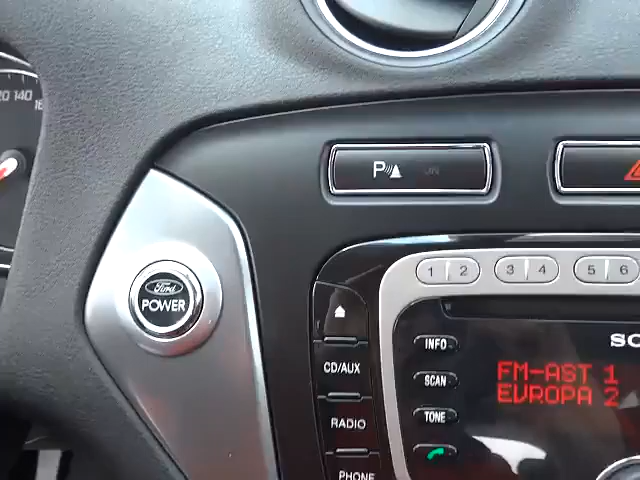 20 140
P
1 2
3 4
5 6
Ford
POWER
INFO
CD/AUX
SCAN
FM-AST 1
EVROPA 2
TONE
RADIO
PHONE